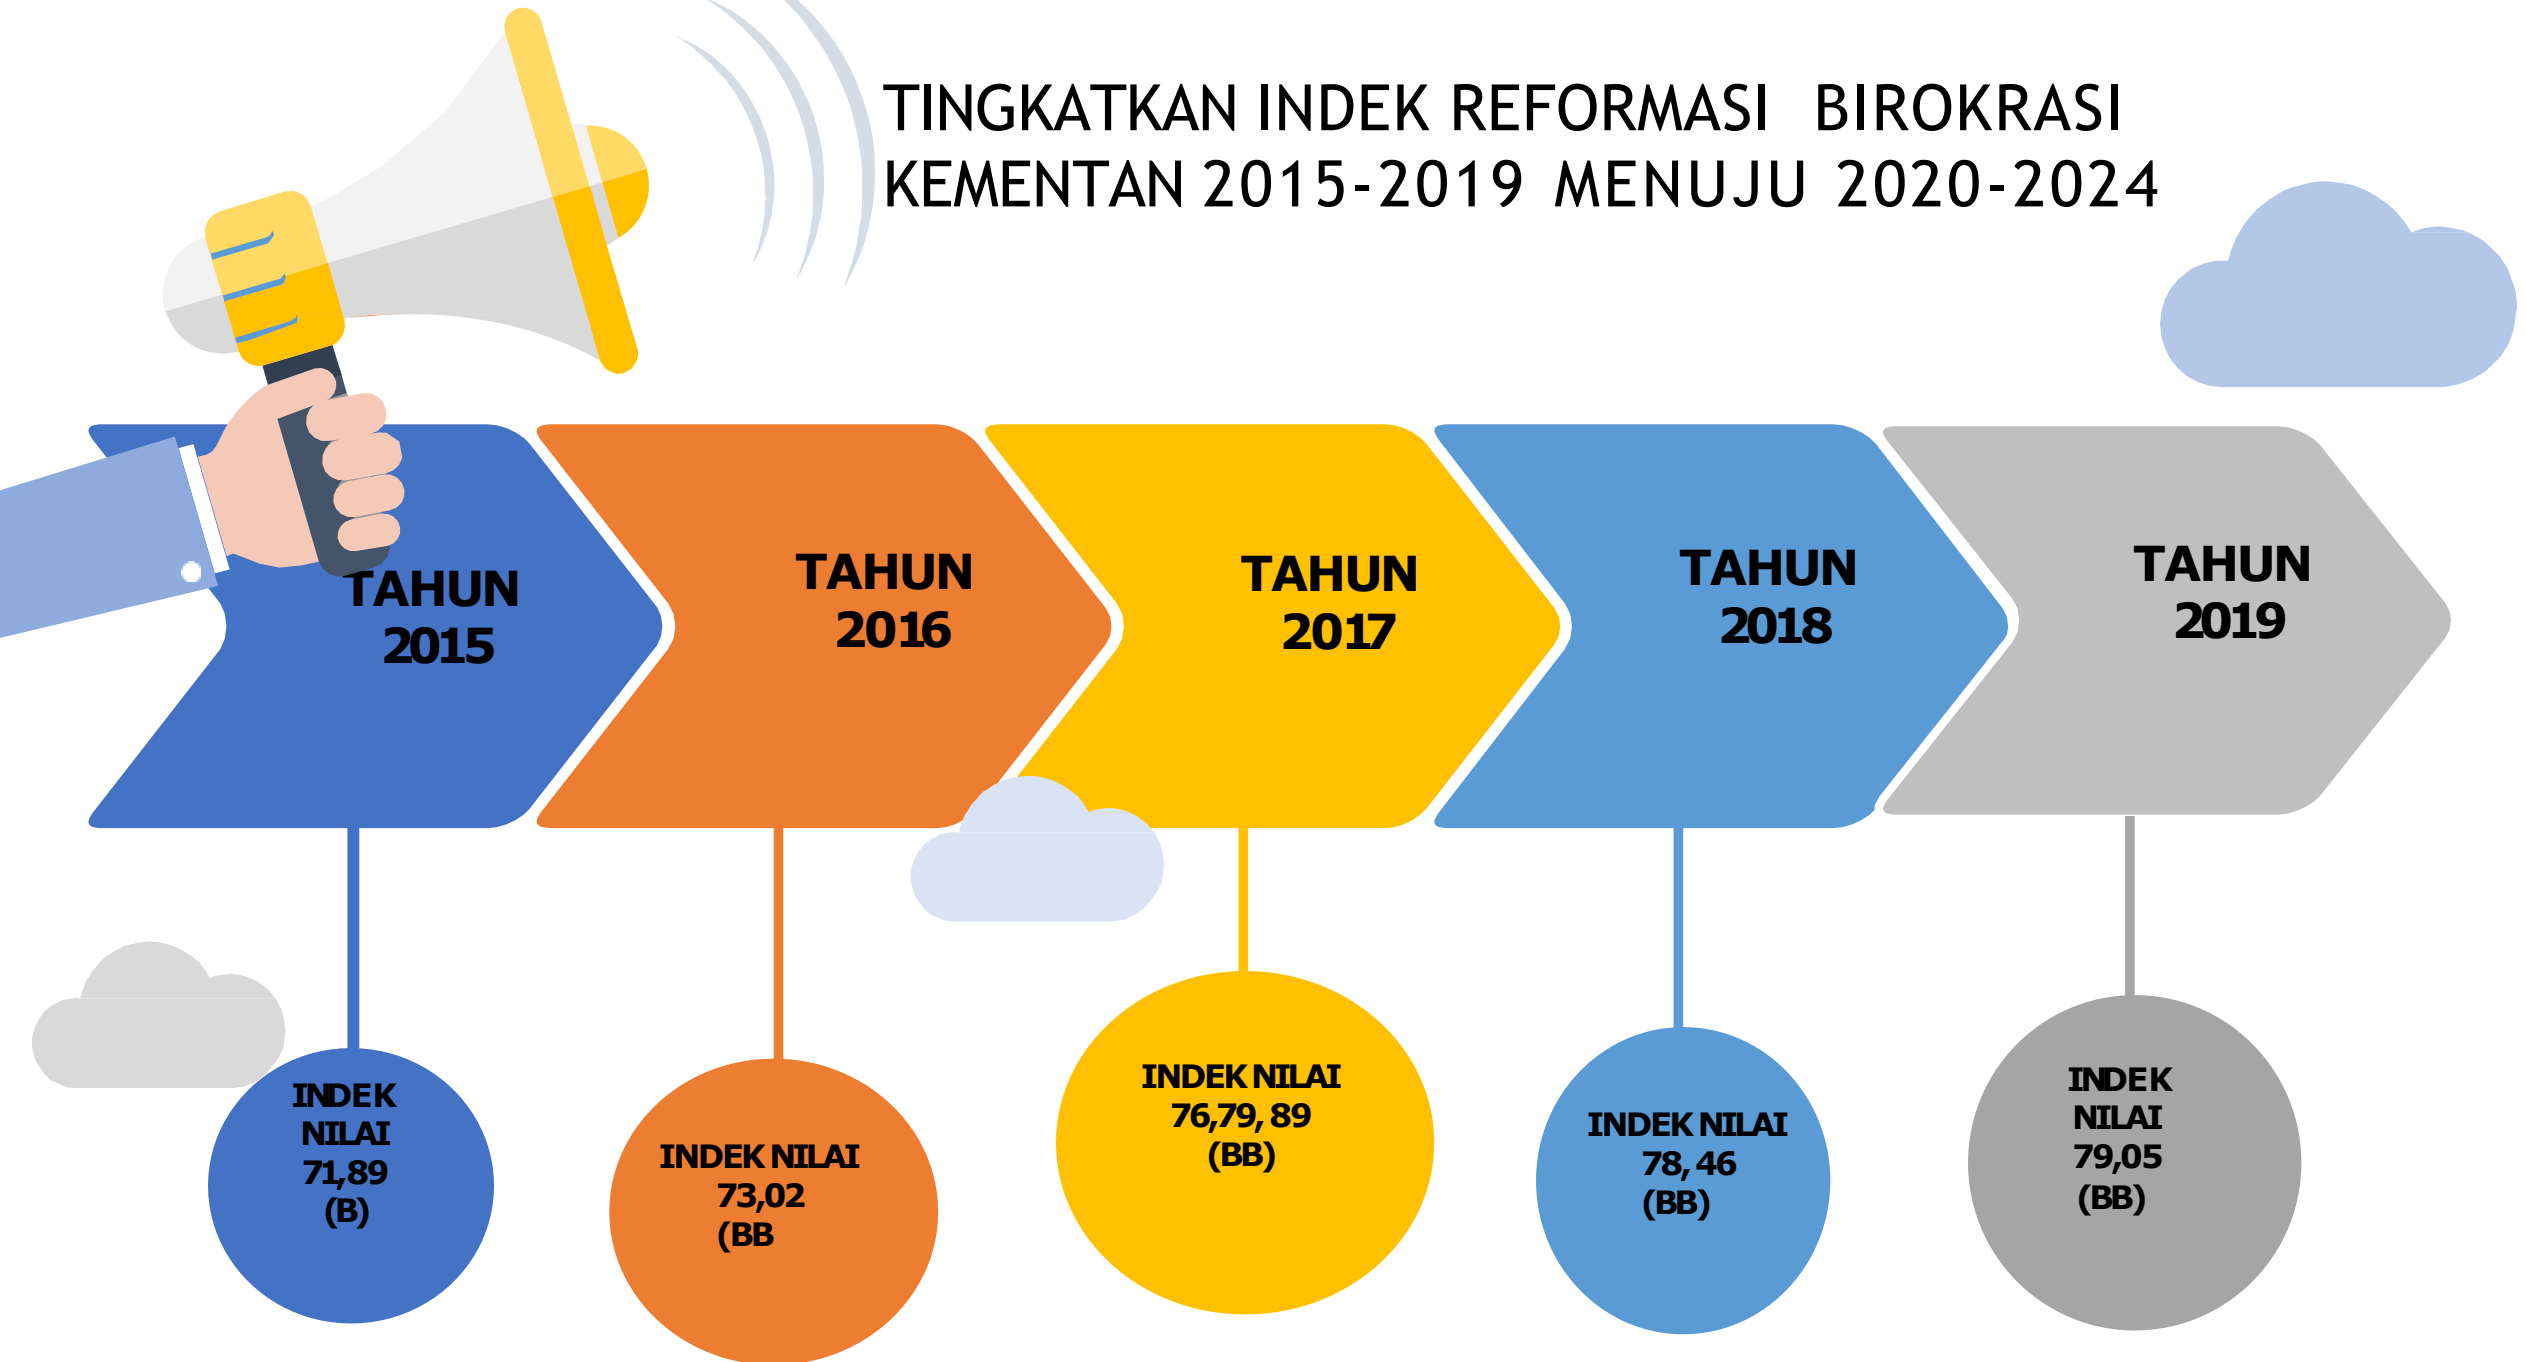 TINGKATKAN INDEK REFORMASI BIROKRASI
KEMENTAN 2015-2019 MENUJU 2020-2024
TAHUN
2015
TAHUN
2016
TAHUN
2017
TAHUN
2018
TAHUN
2019
INDEK
NILAI
71,89
(B)
INDEK NILAI
73,02
(BB
INDEK NILAI
76,79, 89
(BB)
INDEK NILAI
78, 46
(BB)
INDEK
NILAI
79,05
(BB)